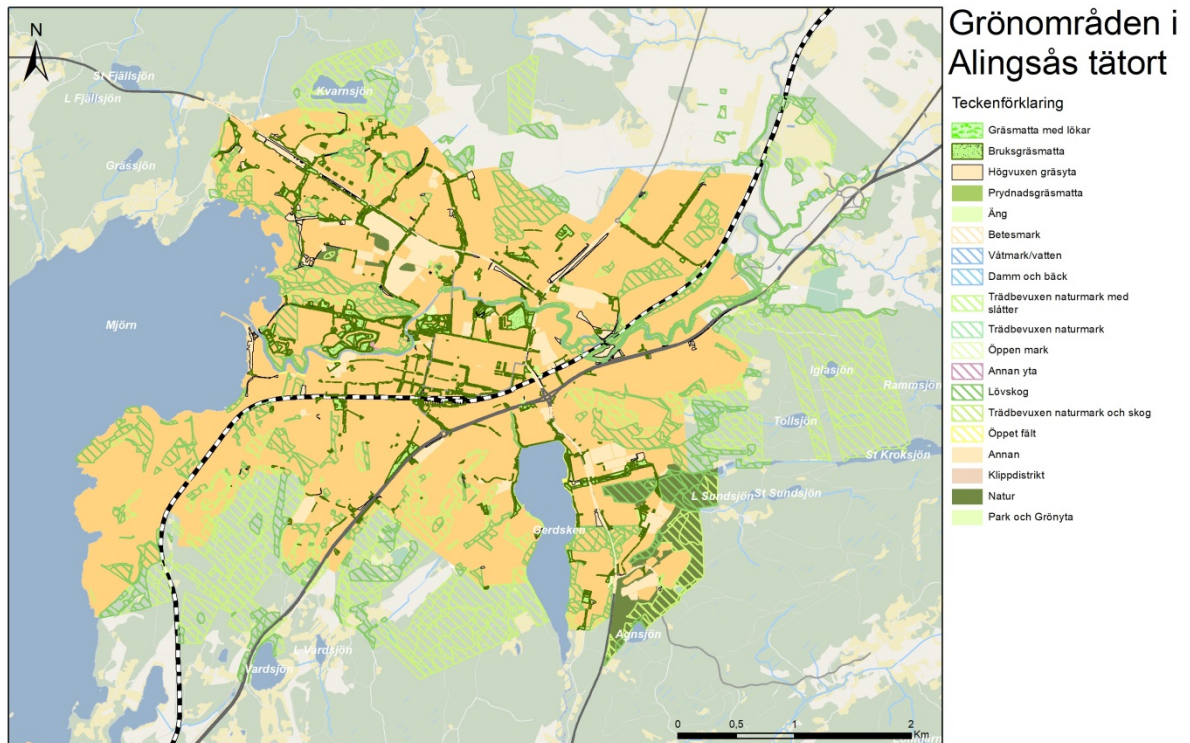 Grönområden i
Alingsås tätort
Teckenförklaring
Gräsmatta med lökar
Bruksgräsmatta
Högvuxen gräsyta
Prydnadsgräsmatta
Äng
Betesmark
Våtmark/vatten
Damm och bäck
Trädbevuxen naturmark med
slåtter
Trädbevuxen naturmark
Öppen mark
Annan yta
Lövskog
Trädbevuxen naturmark och skog
Öppet fält
Annan
Klippdistrikt
Natur
Park och Grönyta
N
St Fjällsjön
L Fjällsjön
Kvarnsjön
Grässjön
Mjörn
Iglasjön
Rammsjön
Tollsjön
St Kroksjön
L Sundsjön
St Sundsjön
Gerdsken
Agnsjön
L Vardsjön
Vardsjön
0 0,5 1 2
Km